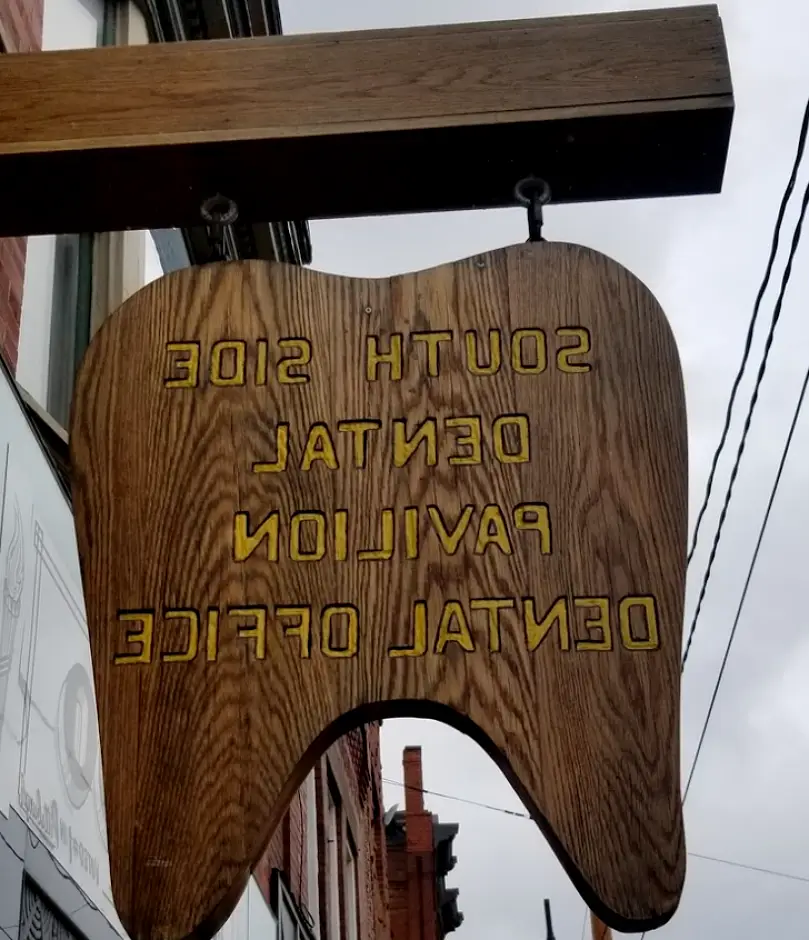 SOUTH SIDE
DENTAL
PAVILION
DENTAL OFFICE